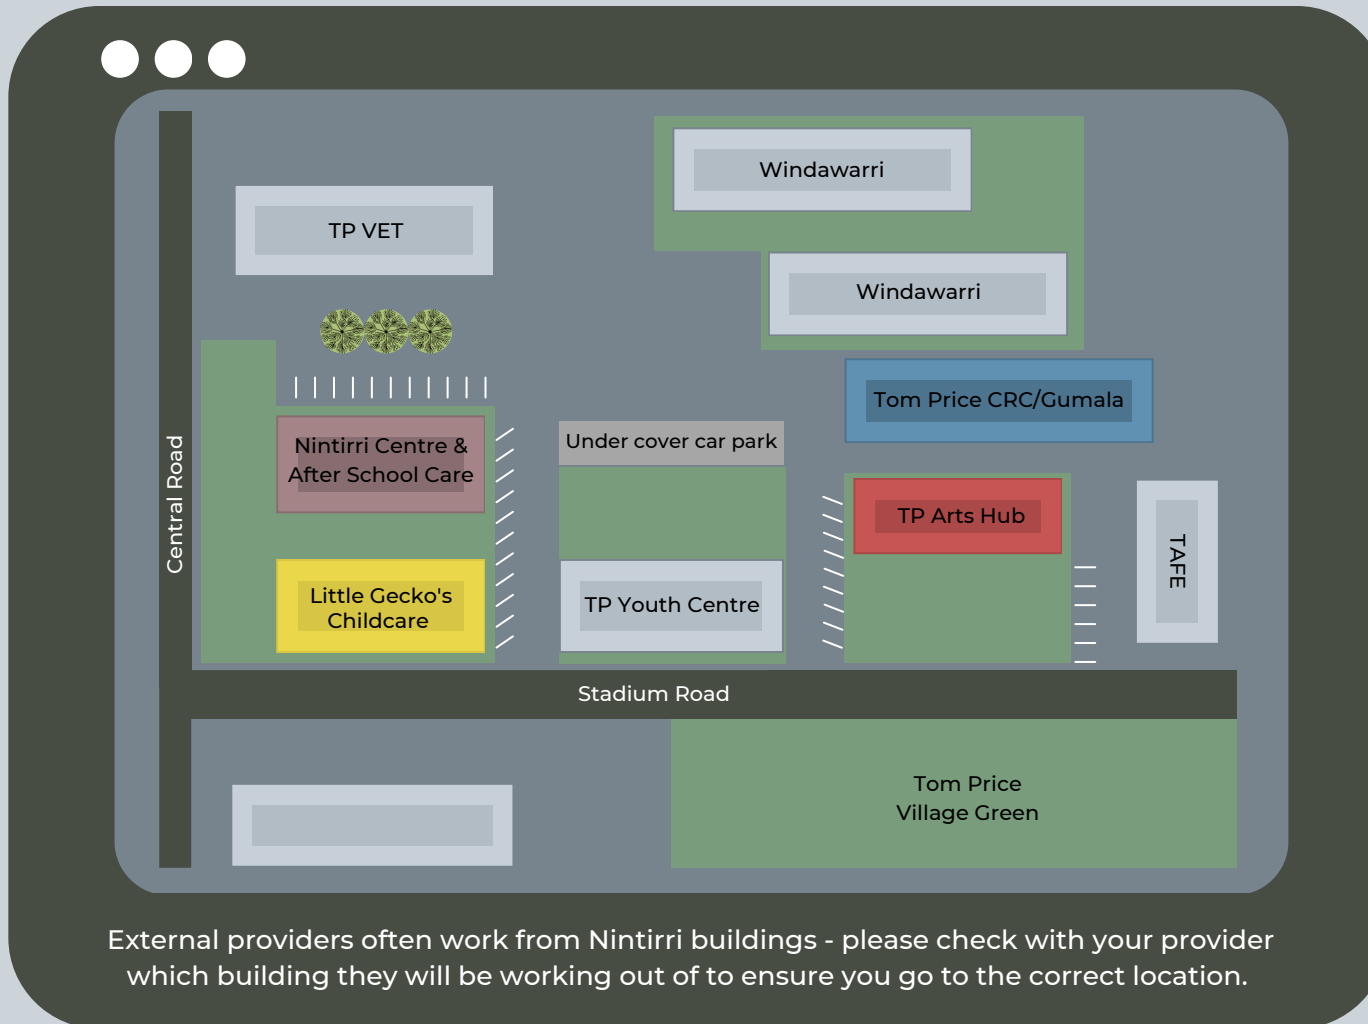 Windawarri
TP VET
Windawarri
Tom Price CRC/Gumala
Under cover car park
Nintirri Centre &
After School Care
Central Road
TP Arts Hub
TAFE
Little Gecko's
Childcare
TP Youth Centre
Stadium Road
Tom Price
Village Green
External providers often work from Nintirri buildings - please check with your provider
which building they will be working out of to ensure you go to the correct location.